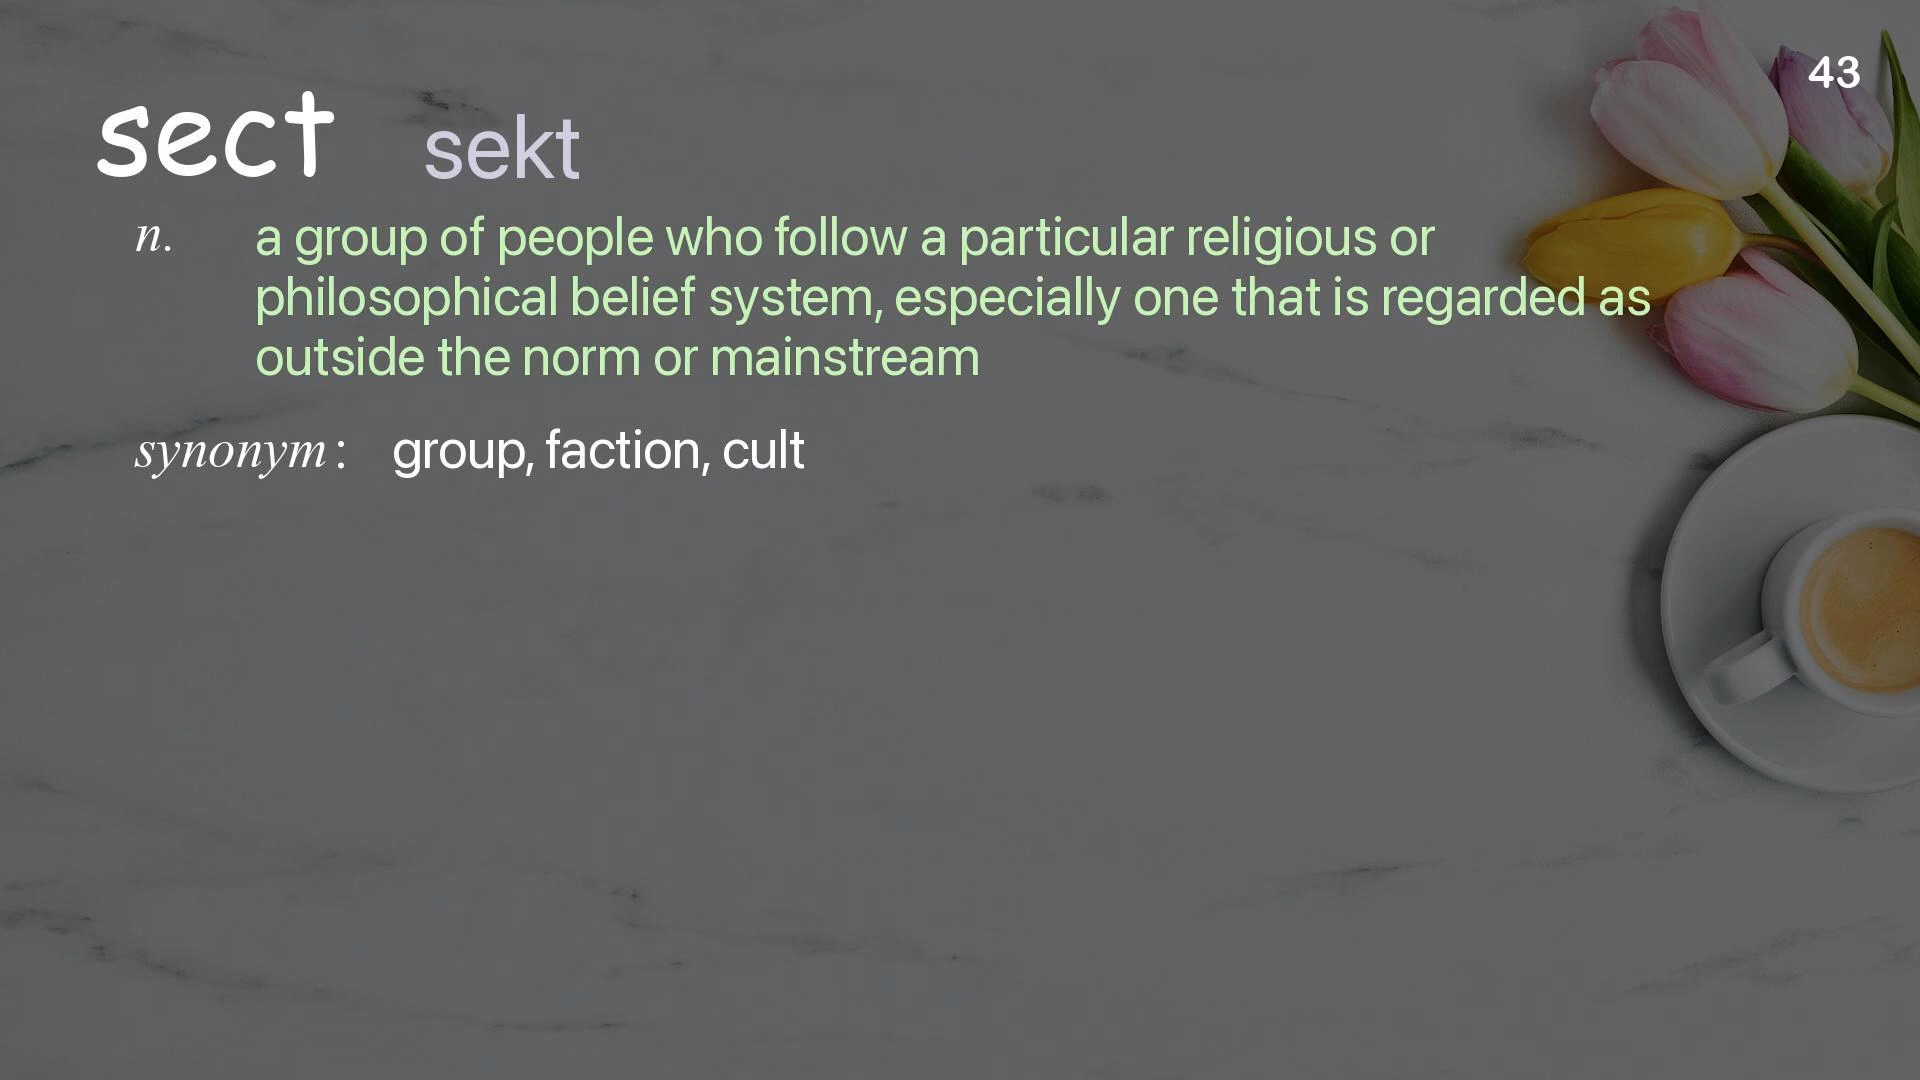 43
sect sekt
n. a group of people who follow a particular religious or
philosophical belief system, especially one that is regarded as
outside the norm or mainstream
synonym : group, faction, cult